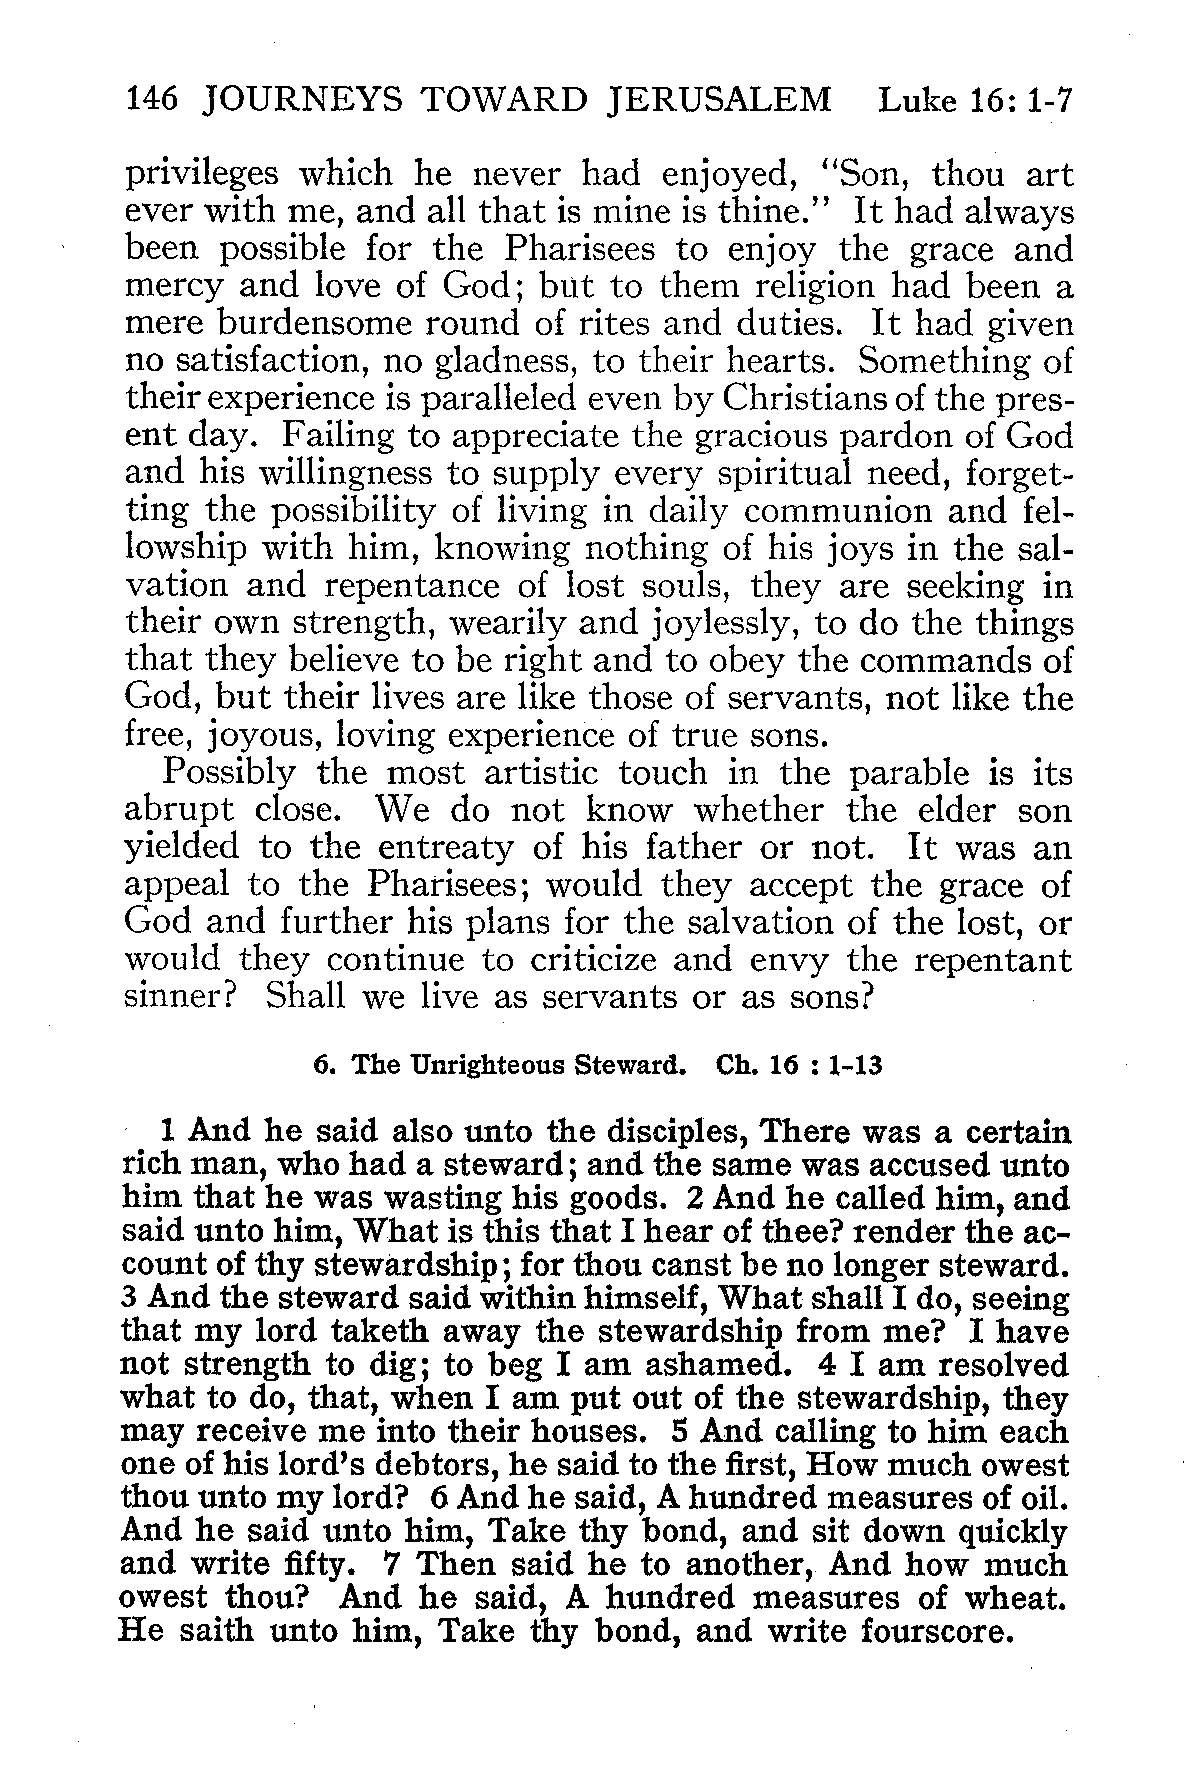 146 JOURNEYS TOWARD JERUSALEM Luke 16: 1-7
privileges which he never had enjoyed, “Son, thou art
ever with me, and all that is mine is thine.” It had always
been possible for the Pharisees to enjoy the grace and
mercy and love of God; but to them religion had been a
mere burdensome round of rites and duties. It had given
no satisfaction, no gladness, to their hearts. Something of
their experience is paralleled even by Christians of the pres-
ent day. Failing to appreciate the gracious pardon of God
and his willingness to supply every spiritual need, forget-
ting the possibility of living in daily communion and fel-
lowship with him, knowing nothing of his joys in the sal-
vation and repentance of lost souls, they are seeking in
their own strength, wearily and joylessly, to do the things
that they believe to be right and to obey the commands of
God, but their lives are like those of servants, not like the
free, joyous, loving experience of true sons.
Possibly the most artistic touch in the parable is its
abrupt close. We do not know whether the elder son
yielded to the entreaty of his father or not. It was an
appeal to the Pharisees; would they accept the grace of
God and further his plans for the salvation of the lost, or
would they continue to criticize and envy the repentant
sinner? Shall we live as servants or as sons?
6. The Unrighteous Steward. Ch. 16 : 1-13
1 And he said also unto the disciples, There was a certain
rich man, who had a steward; and the same was accused unto
him that he was wasting his goods. 2 And he called him, and
said unto him, What is this that I hear of thee? render the ac-
count of thy stewardship; for thou canst be no longer steward.
3 And the steward said within himself, What shall I do, seeing
that my lord taketh away the stewardship from me? I have
not strength to dig; to beg I am ashamed. 4 I am resolved
what to do, that, when I am put out of the stewardship, they
may receive me into their houses. 5 And calling to him each
one of his lord's debtors, he said to the first, How much owest
thou unto my lord? 6 And he said, A hundred measures of oil.
And he said unto him, Take thy bond, and sit down quickly
and write fifty. 7 Then said he to another, And how much
owest thou? And he said, A hundred measures of wheat.
He saith unto him, Take thy bond, and write fourscore.